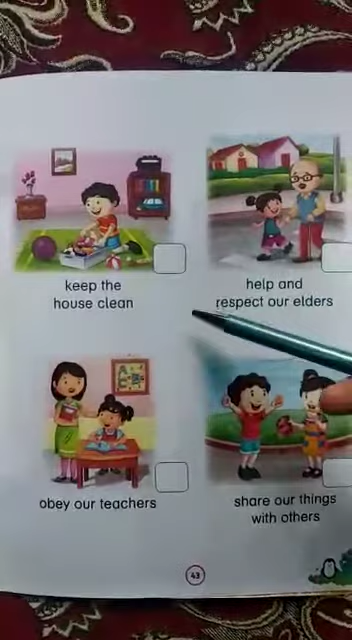 keep the
house clean
help and
respect our elders
obey our teachers
share our things
with others
43